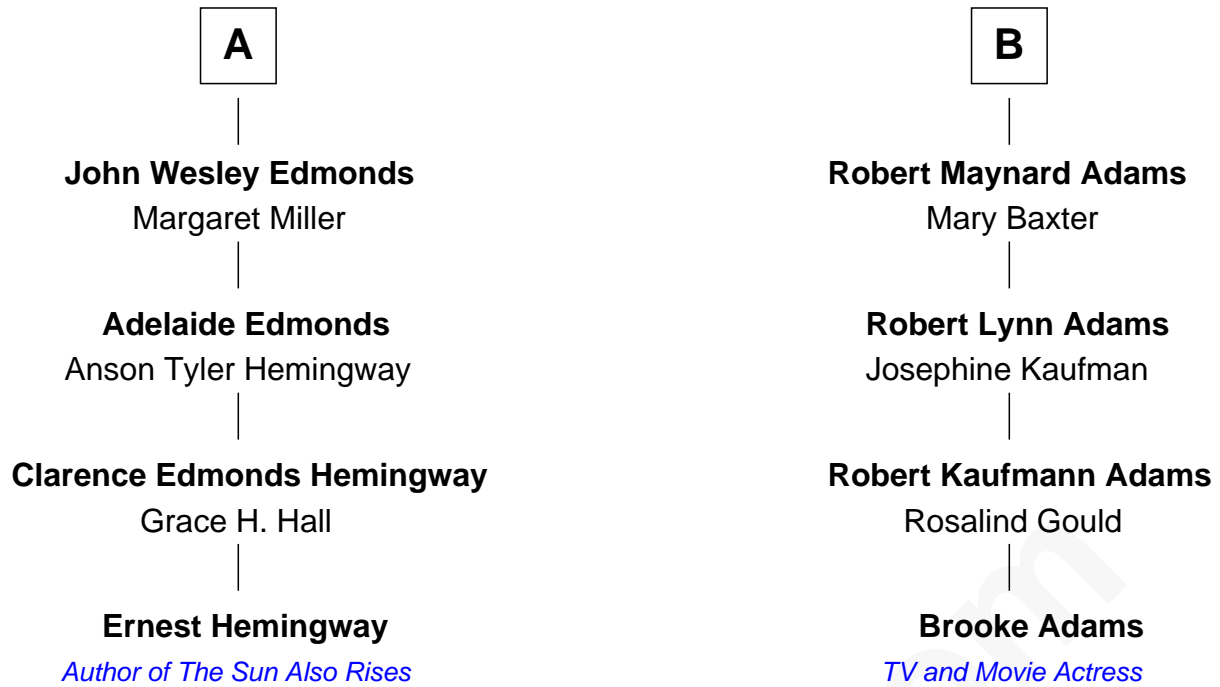 A
John Wesley Edmonds
Margaret Miller
Adelaide Edmonds
Anson Tyler Hemingway
Clarence Edmonds Hemingway
Grace H. Hall
Ernest Hemingway
Author of The Sun Also Rises
B
Robert Maynard Adams
Mary Baxter
Robert Lynn Adams
Josephine Kaufman
Robert Kaufmann Adams
Rosalind Gould
Brooke Adams
TV and Movie Actress